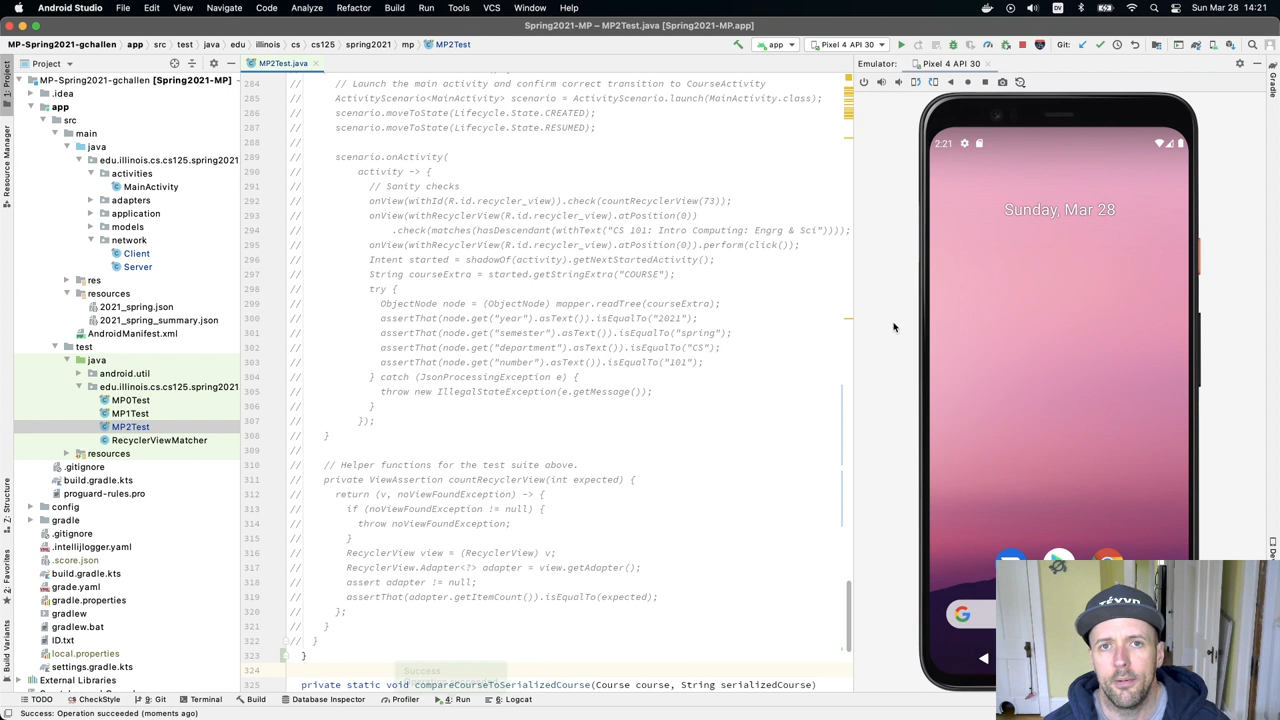 Android Studio File Edit View Navigate Code Analyze Refactor Build Run Tools VCS Window Help DV Sun Mar 28 14:21
Spring2021-MP – MP2Test.java [Spring2021-MP.app]
MP-Spring2021-gchallen app src test java edu illinois cs cs125 spring2021 mp MP2Test app Pixel 4 API 30 Git:
Project MP2Test.java Emulator: Pixel 4 API 30
MP-Spring2021-gchallen [Spring2021-MP]
.idea
app
src
main
java
edu.illinois.cs.cs125.spring2021
activities
MainActivity
adapters
application
models
network
Client
Server
res
resources
2021_spring.json
2021_spring_summary.json
AndroidManifest.xml
test
java
android.util
edu.illinois.cs.cs125.spring2021
MP0Test
MP1Test
MP2Test
RecyclerViewMatcher
resources
.gitignore
build.gradle.kts
proguard-rules.pro
config
gradle
.gitignore
.intellijlogger.yaml
.score.json
build.gradle.kts
grade.yaml
gradle.properties
gradlew
gradlew.bat
ID.txt
local.properties
settings.gradle.kts
External Libraries
1: Project
Resource Manager
7: Structure
2: Favorites
Build Variants
284 // // Launch the main activity and confirm correct transition to CourseActivity
285 // ActivityScenario<MainActivity> scenario = ActivityScenario.launch(MainActivity.class);
286 // scenario.moveToState(Lifecycle.State.CREATED);
287 // scenario.moveToState(Lifecycle.State.RESUMED);
288 //
289 // scenario.onActivity(
290 // activity -> {
291 // // Sanity checks
292 // onView(withId(R.id.recycler_view)).check(countRecyclerView(73));
293 // onView(withRecyclerView(R.id.recycler_view).atPosition(0))
294 // .check(matches(hasDescendant(withText("CS 101: Intro Computing: Engrg & Sci"))));
295 // onView(withRecyclerView(R.id.recycler_view).atPosition(0)).perform(click());
296 // Intent started = shadowOf(activity).getNextStartedActivity();
297 // String courseExtra = started.getStringExtra("COURSE");
298 // try {
299 // ObjectNode node = (ObjectNode) mapper.readTree(courseExtra);
300 // assertThat(node.get("year").asText()).isEqualTo("2021");
301 // assertThat(node.get("semester").asText()).isEqualTo("spring");
302 // assertThat(node.get("department").asText()).isEqualTo("CS");
303 // assertThat(node.get("number").asText()).isEqualTo("101");
304 // } catch (JsonProcessingException e) {
305 // throw new IllegalStateException(e.getMessage());
306 // }
307 // });
308 // }
309 //
310 // // Helper functions for the test suite above.
311 // private ViewAssertion countRecyclerView(int expected) {
312 // return (v, noViewFoundException) -> {
313 // if (noViewFoundException != null) {
314 // throw noViewFoundException;
315 // }
316 // RecyclerView view = (RecyclerView) v;
317 // RecyclerView.Adapter<?> adapter = view.getAdapter();
318 // assert adapter != null;
319 // assertThat(adapter.getItemCount()).isEqualTo(expected);
320 // };
321 // }
322 // }
323 }
324
325 private static void compareCourseToSerializedCourse(Course course, String serializedCourse)
Success
2:21
Sunday, Mar 28
G
TÉVVO
Gradle
TODO CheckStyle 9: Git Terminal Build Database Inspector Profiler 4: Run 6: Logcat
Success: Operation succeeded (moments ago)